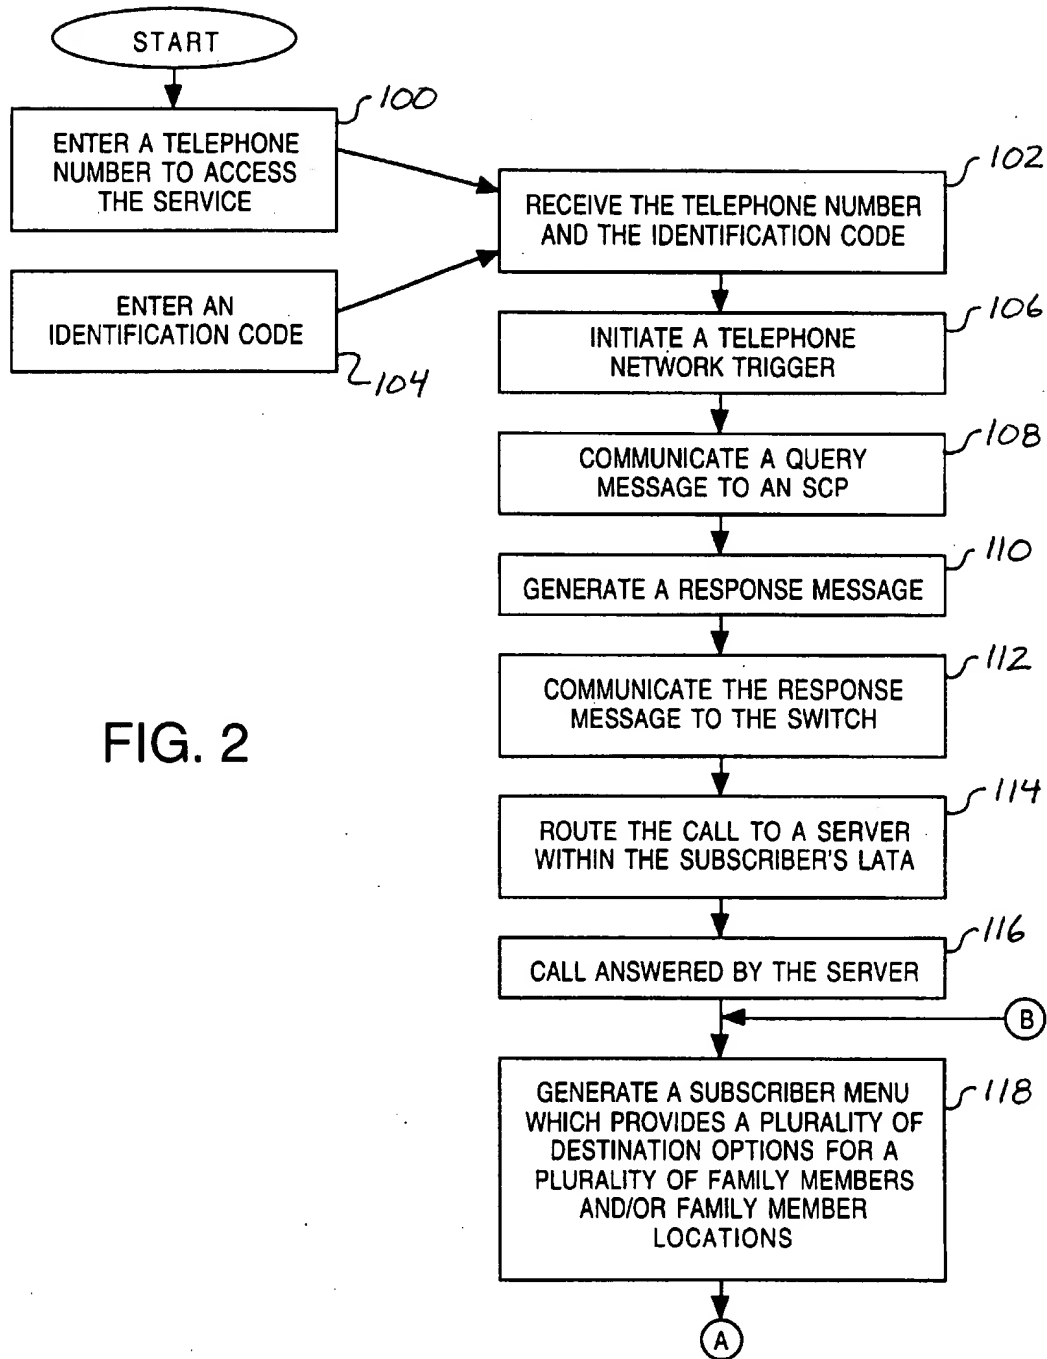 START
100
ENTER A TELEPHONE
NUMBER TO ACCESS
THE SERVICE
102
RECEIVE THE TELEPHONE NUMBER
AND THE IDENTIFICATION CODE
ENTER AN
IDENTIFICATION CODE
104
106
INITIATE A TELEPHONE
NETWORK TRIGGER
108
COMMUNICATE A QUERY
MESSAGE TO AN SCP
110
GENERATE A RESPONSE MESSAGE
112
COMMUNICATE THE RESPONSE
MESSAGE TO THE SWITCH
FIG. 2
114
ROUTE THE CALL TO A SERVER
WITHIN THE SUBSCRIBER'S LATA
116
CALL ANSWERED BY THE SERVER
B
118
GENERATE A SUBSCRIBER MENU
WHICH PROVIDES A PLURALITY OF
DESTINATION OPTIONS FOR A
PLURALITY OF FAMILY MEMBERS
AND/OR FAMILY MEMBER
LOCATIONS
A